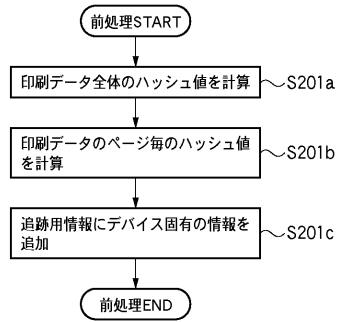 前処理START
印刷データ全体のハッシュ値を計算
S201a
印刷データのページ毎のハッシュ値
を計算
S201b
追跡用情報にデバイス固有の情報を
追加
S201c
前処理END